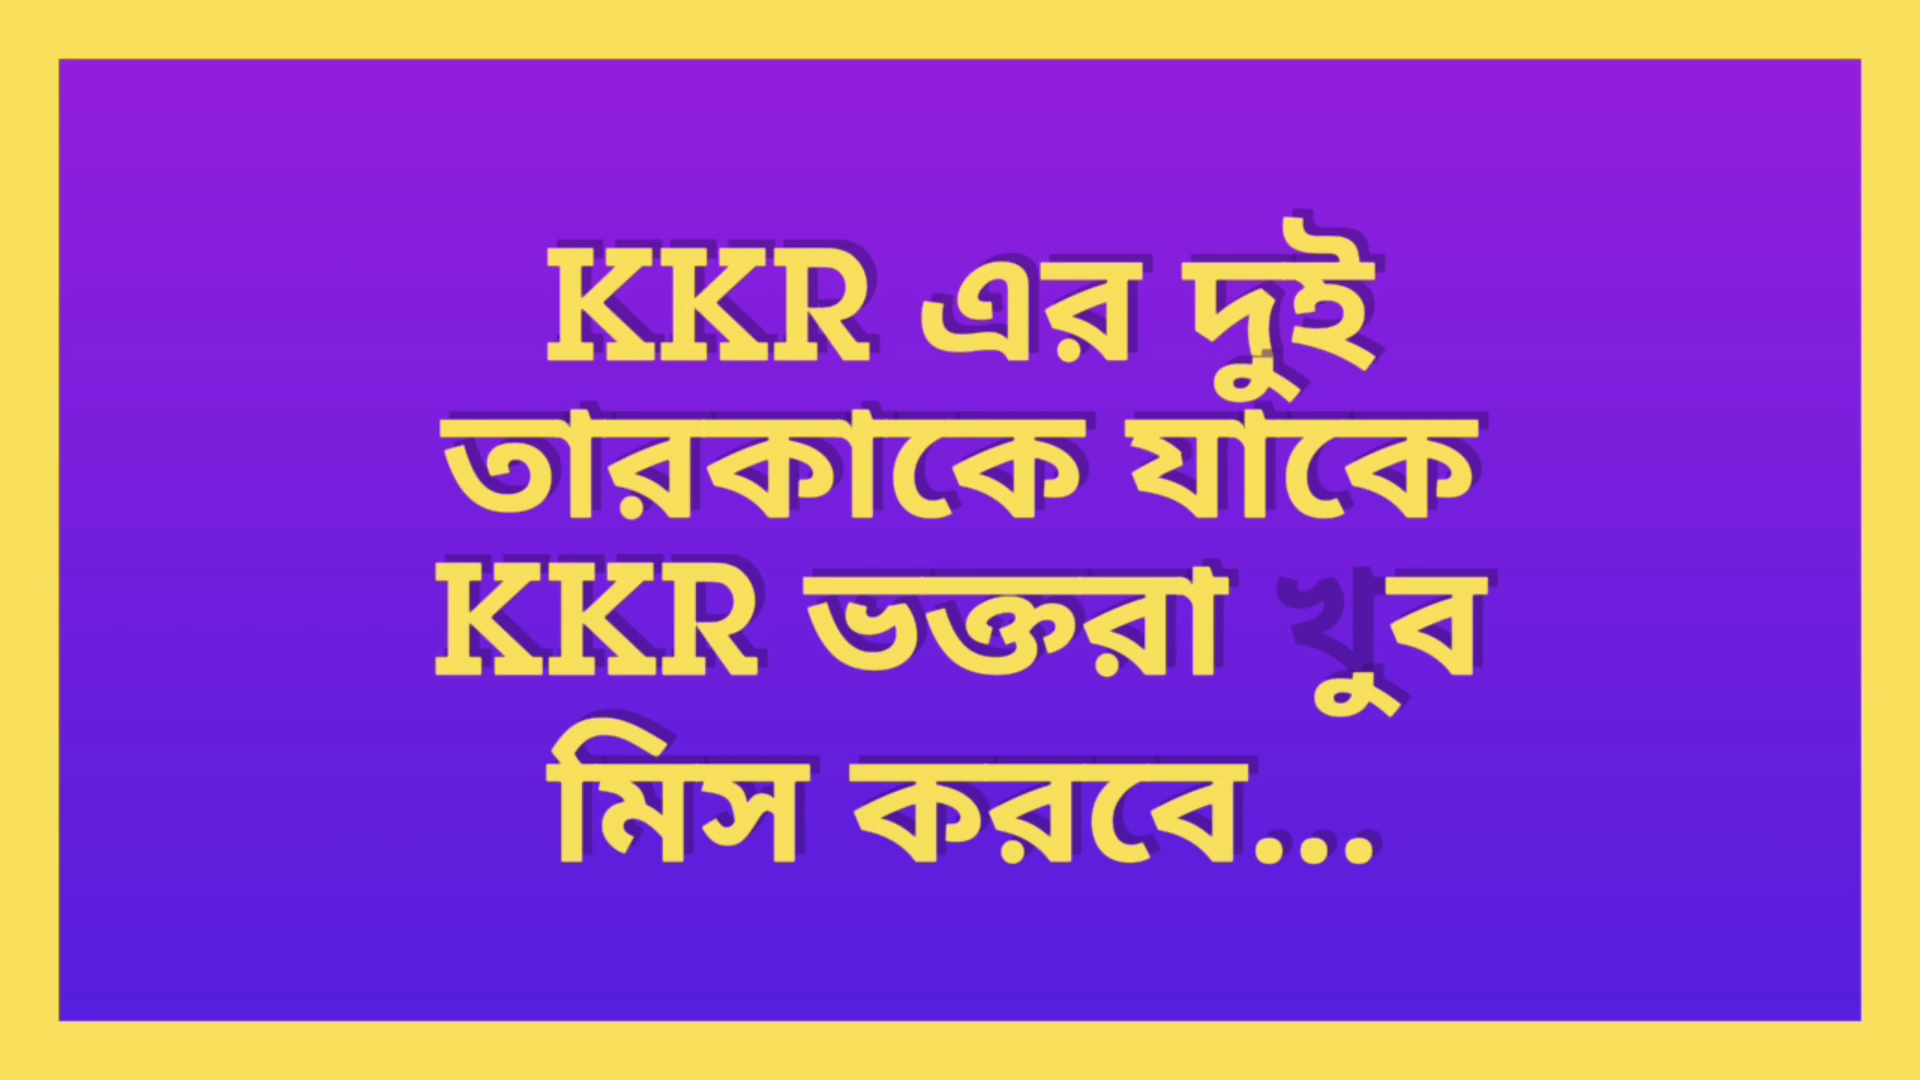 KKR এর দুই
তারকাকে যাকে
KKR ভক্তরা খুব
মিস করবে...